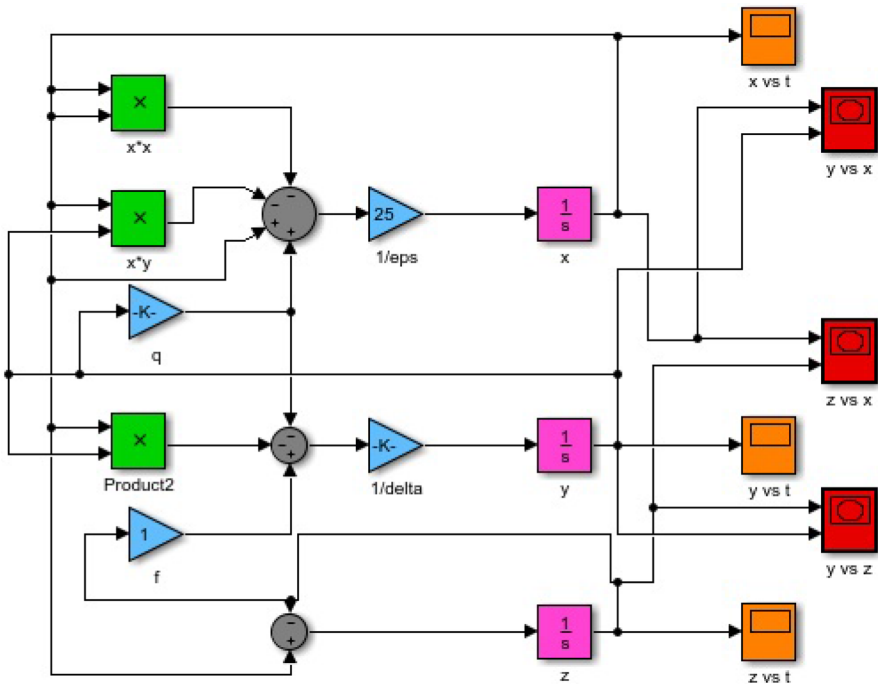 x vs t
×
x*x
y vs x
×
x*y
25
1/eps
1
s
x
-K-
q
z vs x
×
Product2
-K-
1/delta
1
s
y
y vs t
1
f
y vs z
1
s
z
z vs t